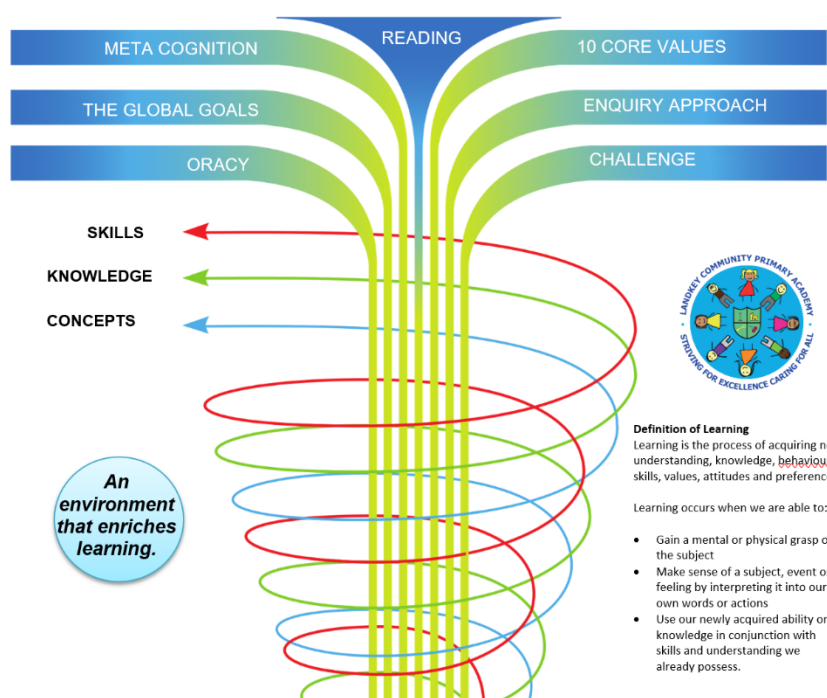 READING
META COGNITION
10 CORE VALUES
THE GLOBAL GOALS
ENQUIRY APPROACH
ORACY
CHALLENGE
SKILLS
KNOWLEDGE
CONCEPTS
LANDKEY COMMUNITY PRIMARY ACADEMY
STRIVING FOR EXCELLENCE CARING FOR ALL
An
environment
that enriches
learning.
Definition of Learning
Learning is the process of acquiring
understanding, knowledge,
skills, values, attitudes and
Learning occurs when we are able to:
• Gain a mental or physical grasp
the subject
• Make sense of a subject, event
feeling by interpreting it into our
own words or actions
• Use our newly acquired ability or
knowledge in conjunction with
skills and understanding we
already possess.